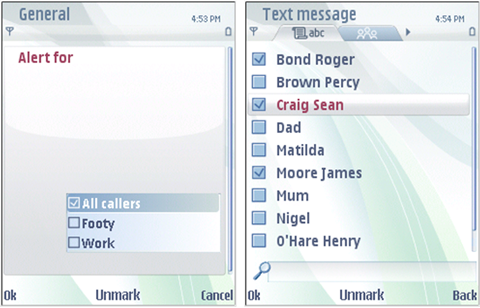 General
4:53 PM
Alert for
All callers
Footy
Work
Ok Unmark Cancel
Text message
4:54 PM
abc
Bond Roger
Brown Percy
Craig Sean
Dad
Matilda
Moore James
Mum
Nigel
O'Hare Henry
Ok Unmark Back